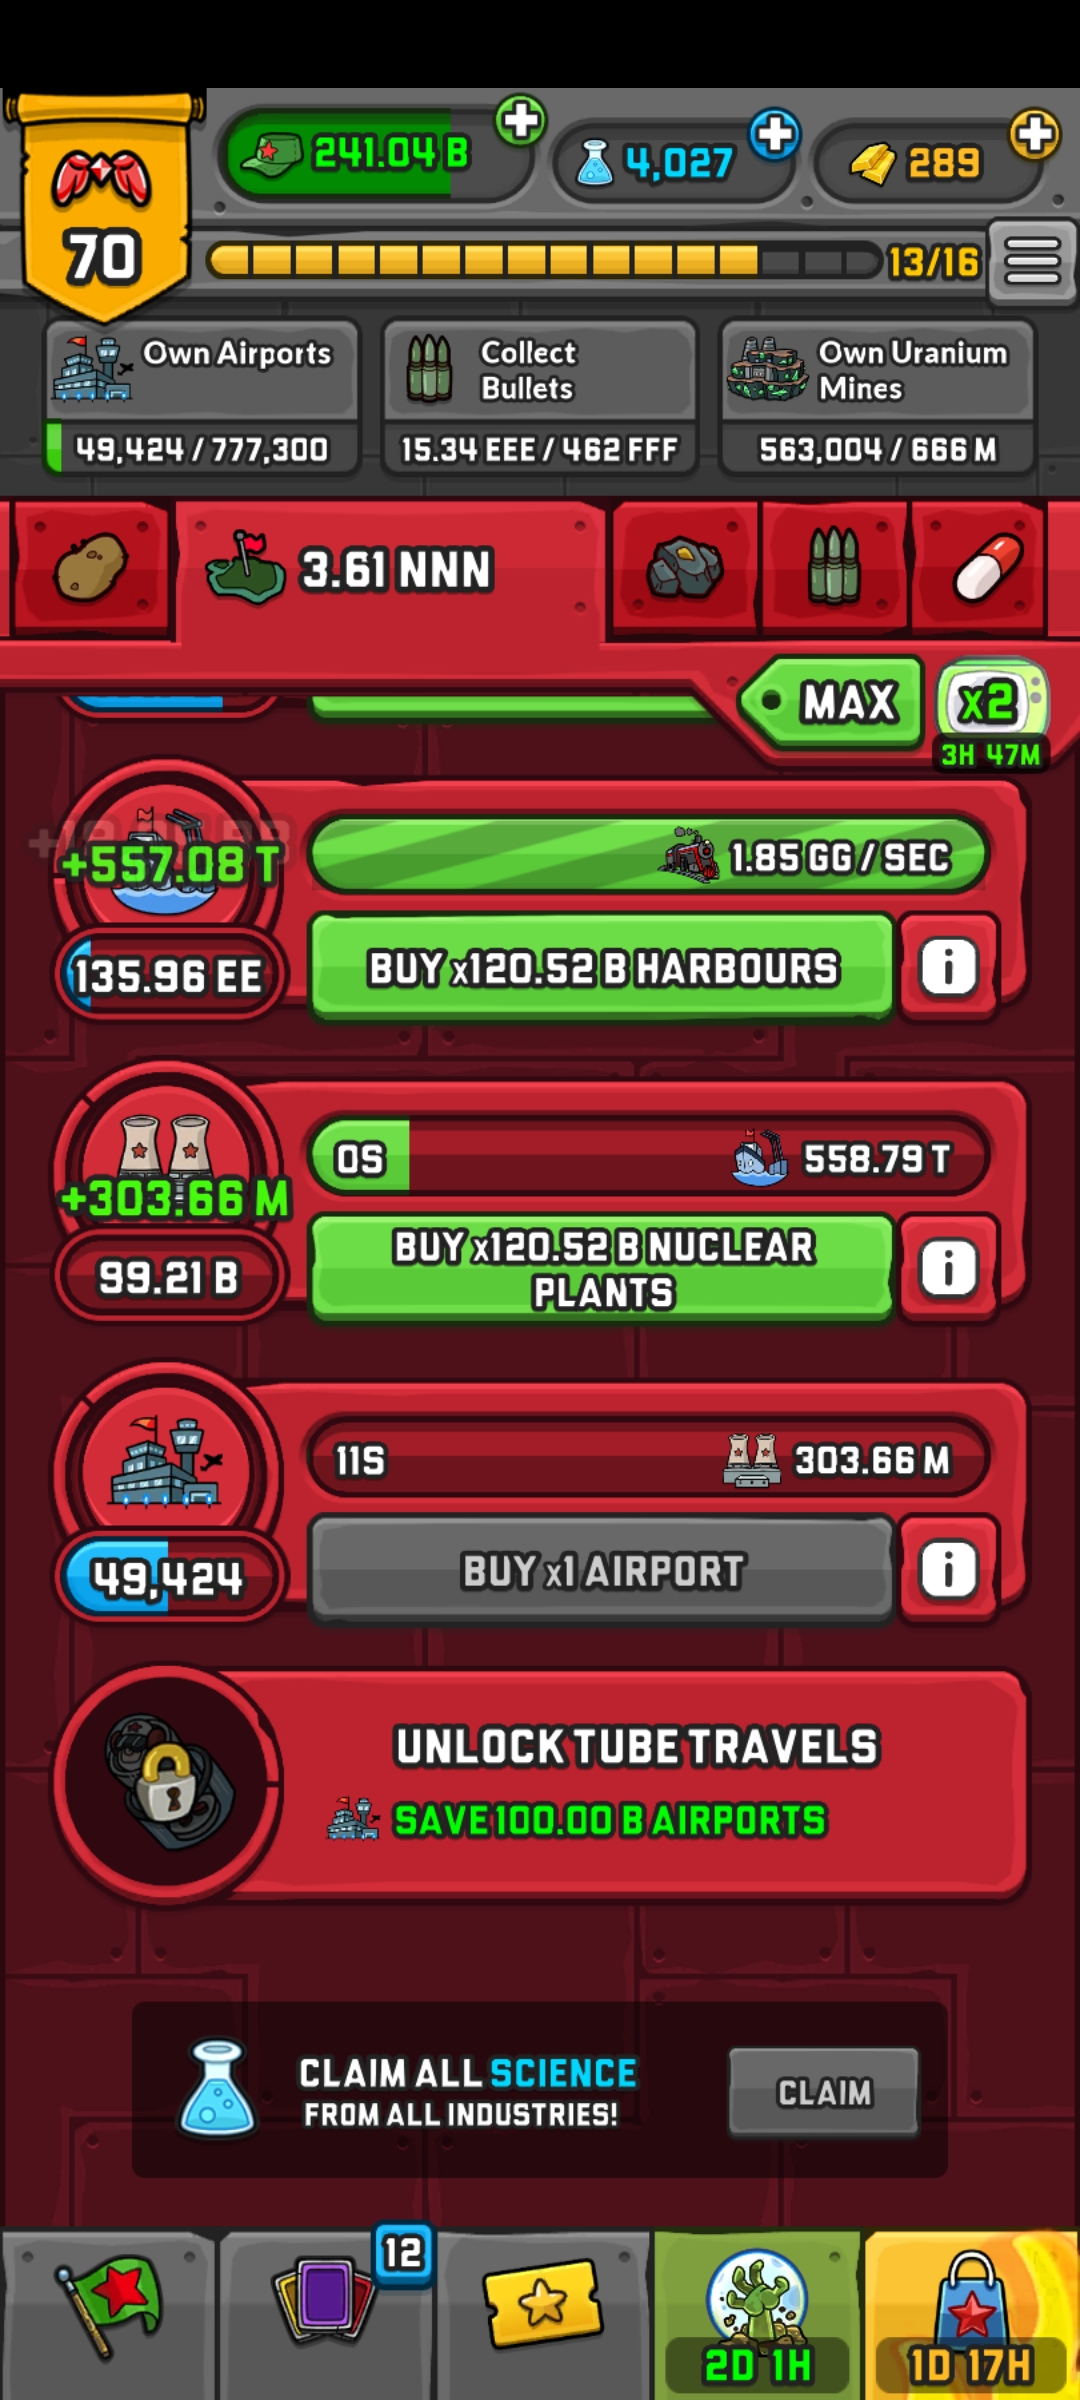 241.04 B
4,027
289
70
13/16
Own Airports
49,424 / 777,300
Collect
Bullets
15.34 EEE / 462 FFF
Own Uranium
Mines
563,004 / 666 M
3.61 NNN
MAX
x2
3H 47M
+557.08 T
1.85 GG / SEC
135.96 EE
BUY x120.52 B HARBOURS
i
0S
558.79 T
+303.66 M
99.21 B
BUY x120.52 B NUCLEAR
PLANTS
i
11S
303.66 M
49,424
BUY x1 AIRPORT
i
UNLOCK TUBE TRAVELS
SAVE 100.00 B AIRPORTS
CLAIM ALL SCIENCE
FROM ALL INDUSTRIES!
CLAIM
12
2D 1H
1D 17H